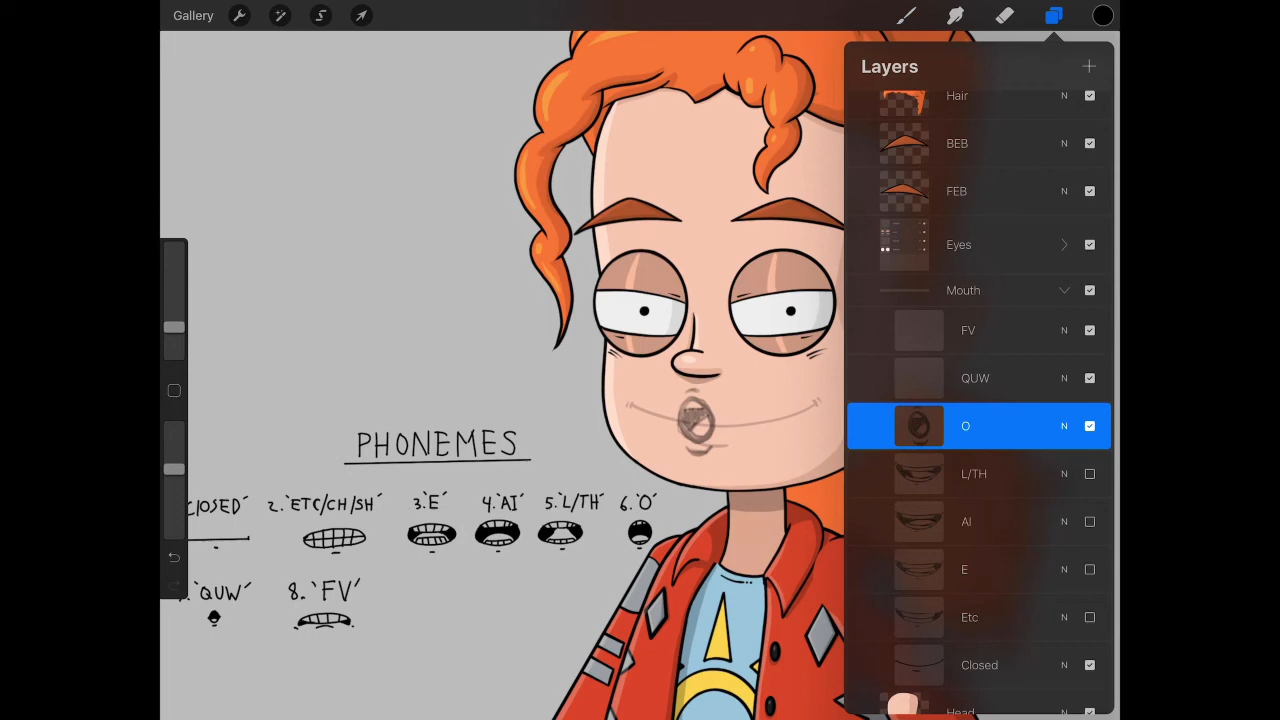 Gallery
Layers
Hair N
BEB N
FEB N
Eyes N
Mouth
FV N
QUW N
O N
L/TH N
AI N
E N
Etc N
Closed N
Head N
PHONEMES
2.`ETC/CH/SH´ 3.`E´ 4.`AI´ 5.`L/TH´ 6.`O´
`QUW´ 8.`FV´